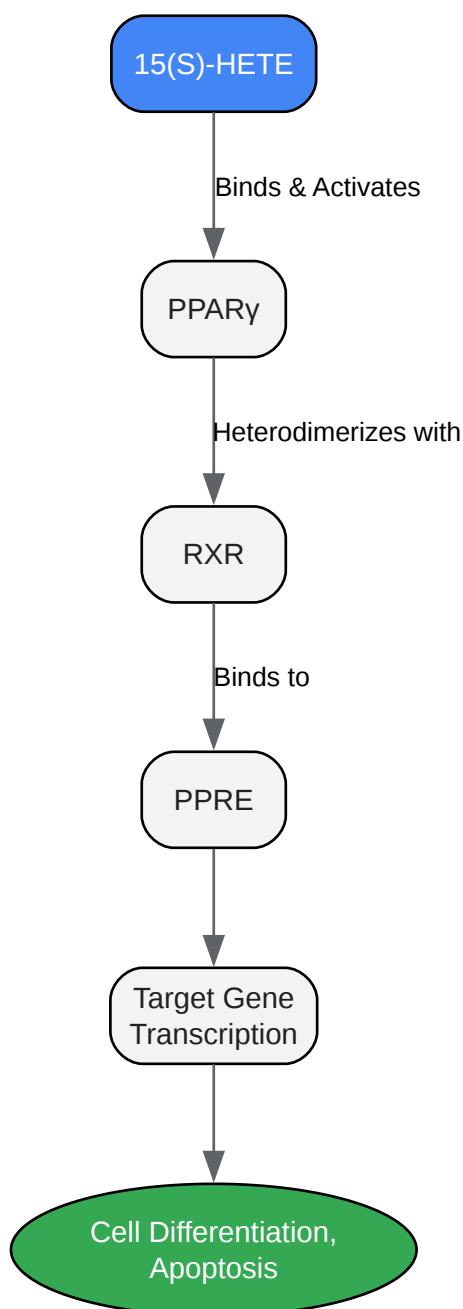 15(S)-HETE
Binds & Activates
PPARγ
Heterodimerizes with
RXR
Binds to
PPRE
Target Gene
Transcription
Cell Differentiation,
Apoptosis